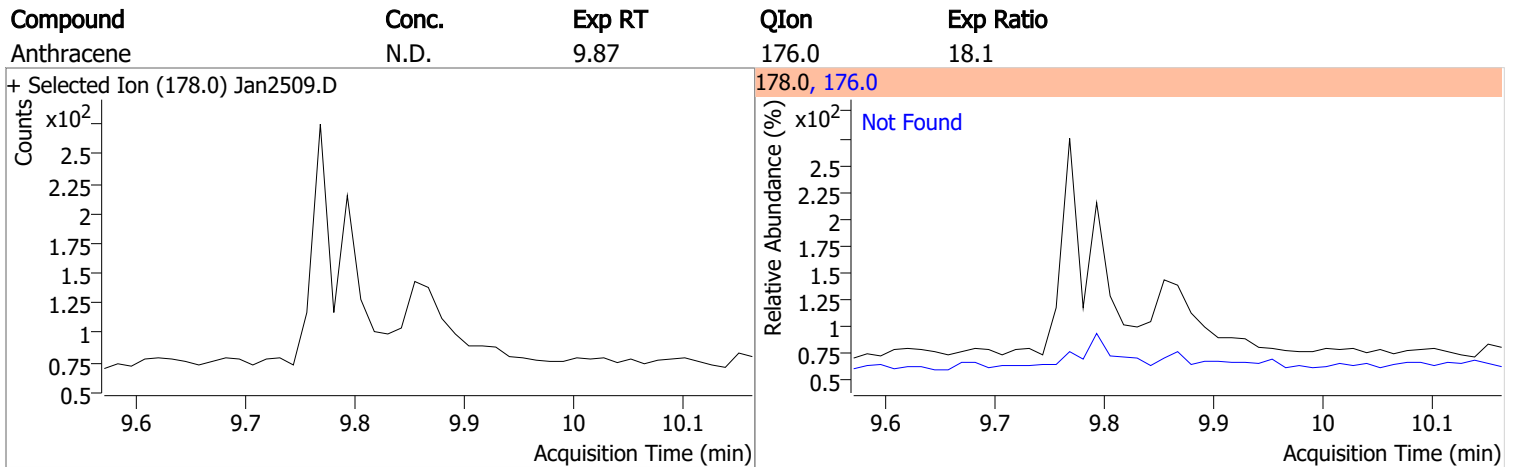 Compound Conc. Exp RT QIon Exp Ratio
Anthracene N.D. 9.87 176.0 18.1
+ Selected Ion (178.0) Jan2509.D
Counts
x10²
2.5
2.25
2
1.75
1.5
1.25
1
0.75
0.5
9.6 9.7 9.8 9.9 10 10.1
Acquisition Time (min)
178.0, 176.0
Relative Abundance (%)
x10²
Not Found
2.5
2.25
2
1.75
1.5
1.25
1
0.75
0.5
9.6 9.7 9.8 9.9 10 10.1
Acquisition Time (min)